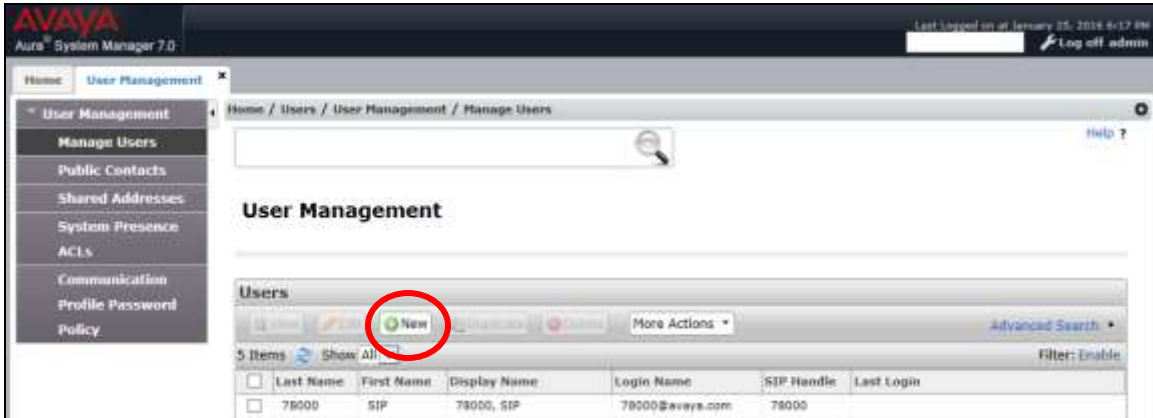 AVAYA
Aura® System Manager 7.0
Last Logged on at January 25, 2016 6:17 PM
Log off admin
Home User Management ×
User Management
Manage Users
Public Contacts
Shared Addresses
System Presence
ACLs
Communication
Profile Password
Policy
Home / Users / User Management / Manage Users
Help ?
User Management
Users
View Edit New Duplicate Delete More Actions Advanced Search
5 Items Show All Filter: Enable
Last Name First Name Display Name Login Name SIP Handle Last Login
78000 SIP 78000, SIP 78000@avaya.com 78000